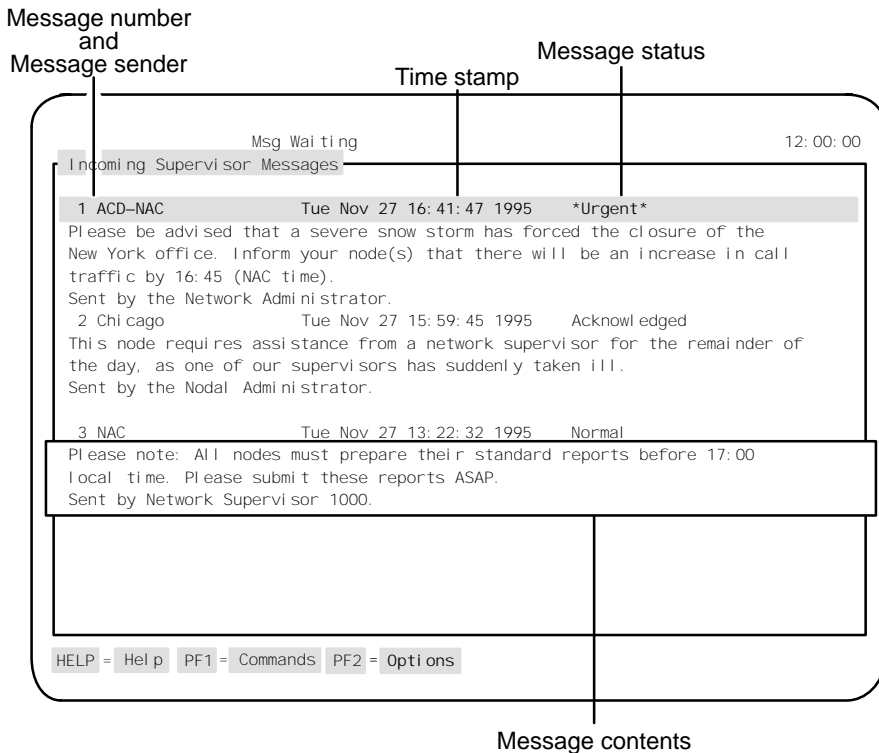 Message number
and
Message sender
Time stamp
Message status
Msg Waiting 12:00:00
Incoming Supervisor Messages
1 ACD–NAC Tue Nov 27 16:41:47 1995 *Urgent*
Please be advised that a severe snow storm has forced the closure of the
New York office. Inform your node(s) that there will be an increase in call
traffic by 16:45 (NAC time).
Sent by the Network Administrator.
2 Chicago Tue Nov 27 15:59:45 1995 Acknowledged
This node requires assistance from a network supervisor for the remainder of
the day, as one of our supervisors has suddenly taken ill.
Sent by the Nodal Administrator.
3 NAC Tue Nov 27 13:22:32 1995 Normal
Please note: All nodes must prepare their standard reports before 17:00
local time. Please submit these reports ASAP.
Sent by Network Supervisor 1000.
HELP = Help PF1 = Commands PF2 = Options
Message contents